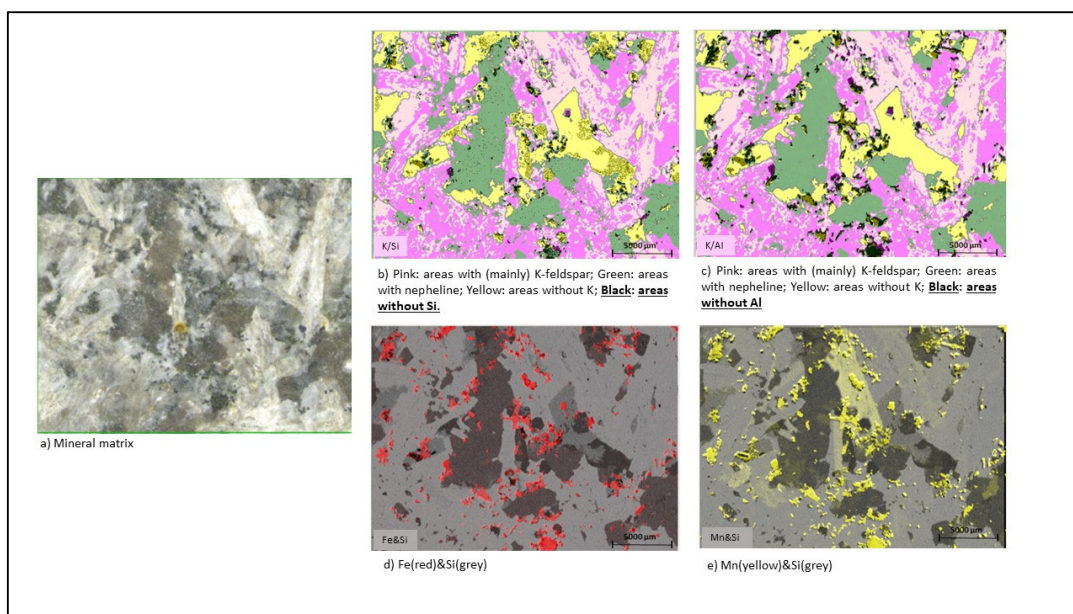 K/Si
5000 µm
K/Al
5000 µm
b) Pink: areas with (mainly) K-feldspar; Green: areas
with nepheline; Yellow: areas without K; Black: areas
without Si.
c) Pink: areas with (mainly) K-feldspar; Green: areas
with nepheline; Yellow: areas without K; Black: areas
without Al
a) Mineral matrix
Fe&Si
5000 µm
Mn&Si
5000 µm
d) Fe(red)&Si(grey)
e) Mn(yellow)&Si(grey)